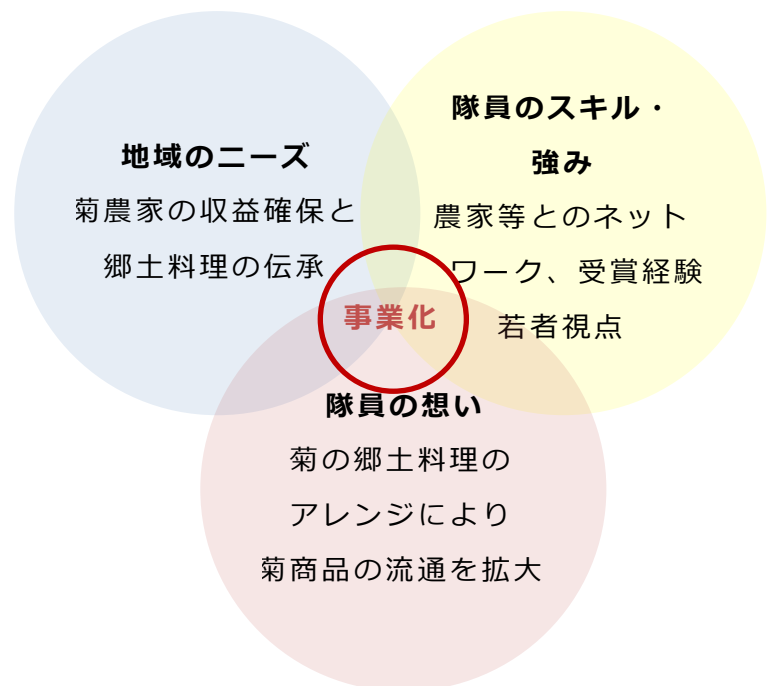 地域のニーズ
菊農家の収益確保と
郷土料理の伝承
隊員のスキル・
強み
農家等とのネット
ワーク、受賞経験
若者視点
事業化
隊員の想い
菊の郷土料理の
アレンジにより
菊商品の流通を拡大